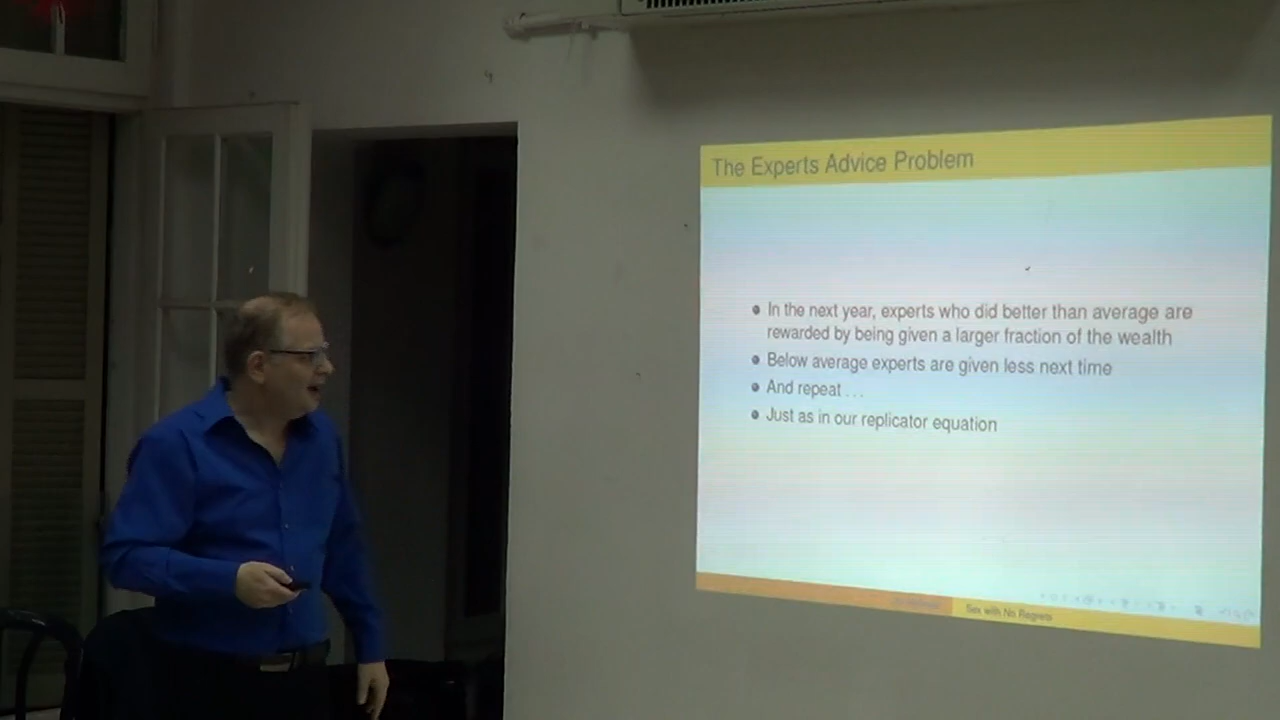 The Experts Advice Problem
In the next year, experts who did better than average are
rewarded by being given a larger fraction of the wealth
Below average experts are given less next time
And repeat . . .
Just as in our replicator equation
Sex with No Regrets